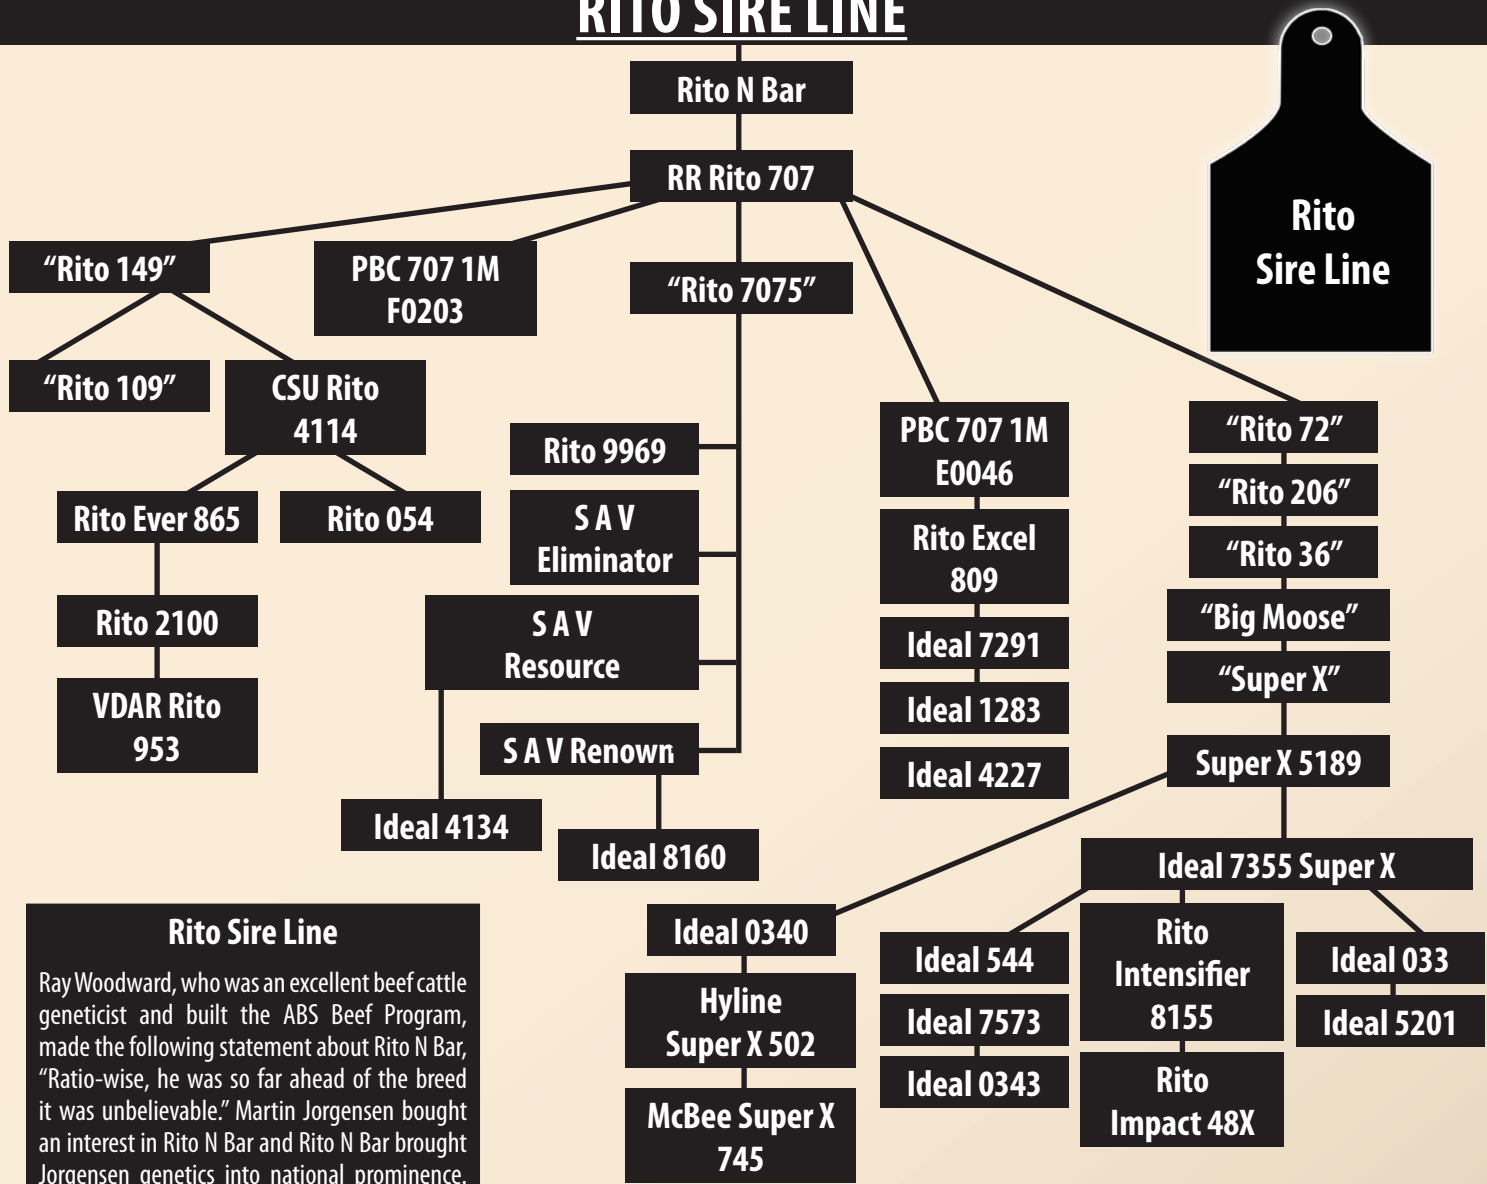 RITO SIRE LINE
Rito N Bar
RR Rito 707
Rito
Sire Line
“Rito 149”
PBC 707 1M
F0203
“Rito 7075”
“Rito 109”
CSU Rito
4114
Rito Ever 865
Rito 054
Rito 2100
VDAR Rito
953
Rito 9969
S A V
Eliminator
S A V
Resource
S A V Renown
Ideal 4134
Ideal 8160
PBC 707 1M
E0046
Rito Excel
809
Ideal 7291
Ideal 1283
Ideal 4227
“Rito 72”
“Rito 206”
“Rito 36”
“Big Moose”
“Super X”
Super X 5189
Ideal 7355 Super X
Ideal 0340
Hyline
Super X 502
McBee Super X
745
Ideal 544
Ideal 7573
Ideal 0343
Rito
Intensifier
8155
Rito
Impact 48X
Ideal 033
Ideal 5201
Rito Sire Line
Ray Woodward, who was an excellent beef cattle
geneticist and built the ABS Beef Program,
made the following statement about Rito N Bar,
“Ratio-wise, he was so far ahead of the breed
it was unbelievable.” Martin Jorgensen bought
an interest in Rito N Bar and Rito N Bar brought
Jorgensen genetics into national prominence.